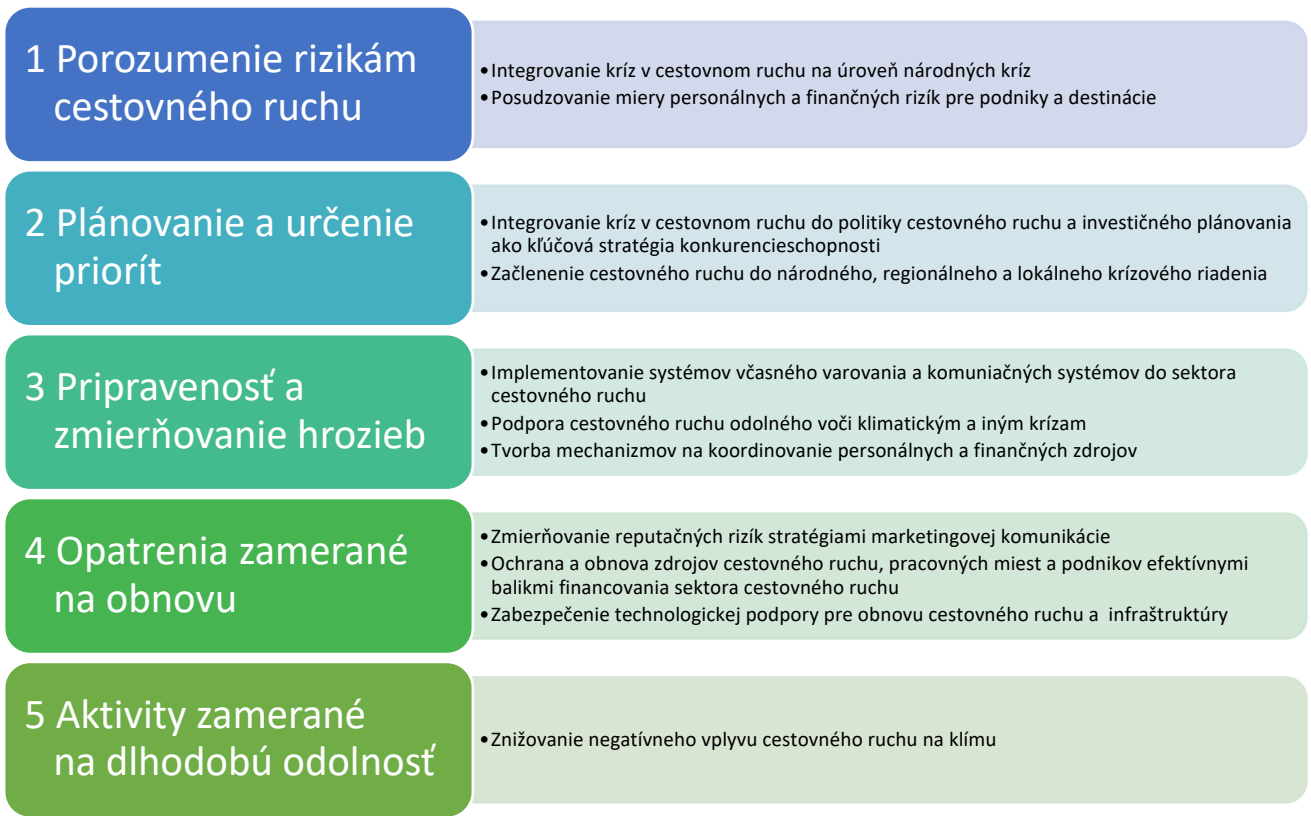 1 Porozumenie rizikám
cestovného ruchu
•Integrovanie kríz v cestovnom ruchu na úroveň národných kríz
•Posudzovanie miery personálnych a finančných rizík pre podniky a destinácie
2 Plánovanie a určenie
priorít
•Integrovanie kríz v cestovnom ruchu do politiky cestovného ruchu a investičného plánovania
ako kľúčová stratégia konkurencieschopnosti
•Začlenenie cestovného ruchu do národného, regionálneho a lokálneho krízového riadenia
3 Pripravenosť a
zmierňovanie hrozieb
•Implementovanie systémov včasného varovania a komuniačných systémov do sektora
cestovného ruchu
•Podpora cestovného ruchu odolného voči klimatickým a iným krízam
•Tvorba mechanizmov na koordinovanie personálnych a finančných zdrojov
4 Opatrenia zamerané
na obnovu
•Zmierňovanie reputačných rizík stratégiami marketingovej komunikácie
•Ochrana a obnova zdrojov cestovného ruchu, pracovných miest a podnikov efektívnymi
balikmi financovania sektora cestovného ruchu
•Zabezpečenie technologickej podpory pre obnovu cestovného ruchu a infraštruktúry
5 Aktivity zamerané
na dlhodobú odolnosť
•Znižovanie negatívneho vplyvu cestovného ruchu na klímu